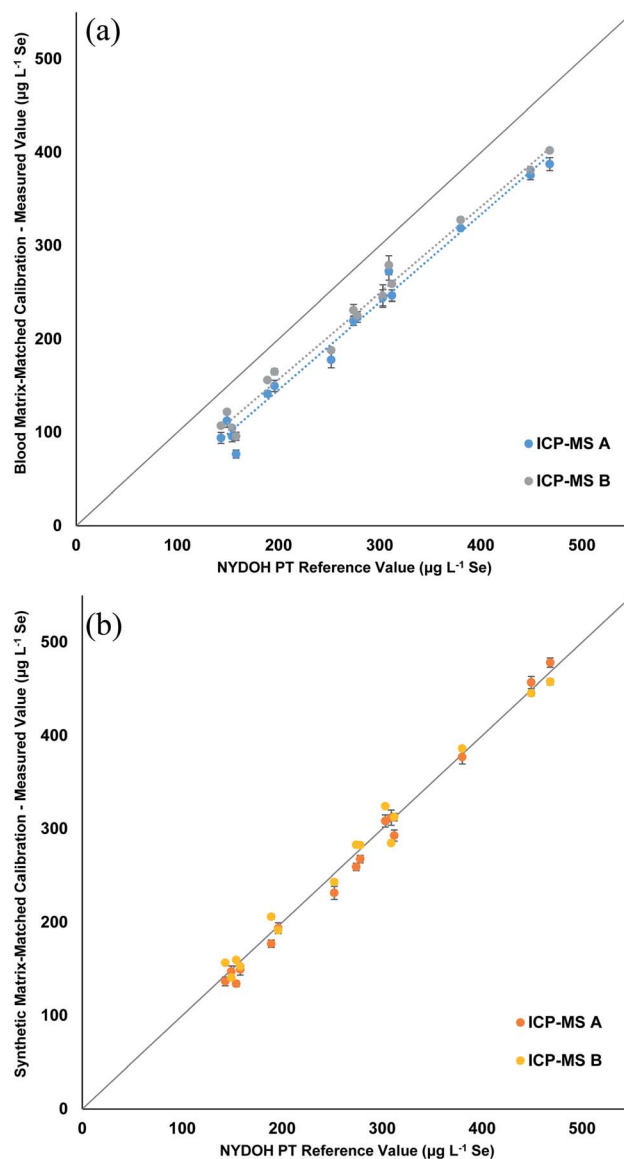 (a)
Blood Matrix-Matched Calibration - Measured Value (µg L⁻¹ Se)
500
400
300
200
100
0
ICP-MS A
ICP-MS B
0 100 200 300 400 500
NYDOH PT Reference Value (µg L⁻¹ Se)
(b)
Synthetic Matrix-Matched Calibration - Measured Value (µg L⁻¹ Se)
500
400
300
200
100
0
ICP-MS A
ICP-MS B
0 100 200 300 400 500
NYDOH PT Reference Value (µg L⁻¹ Se)